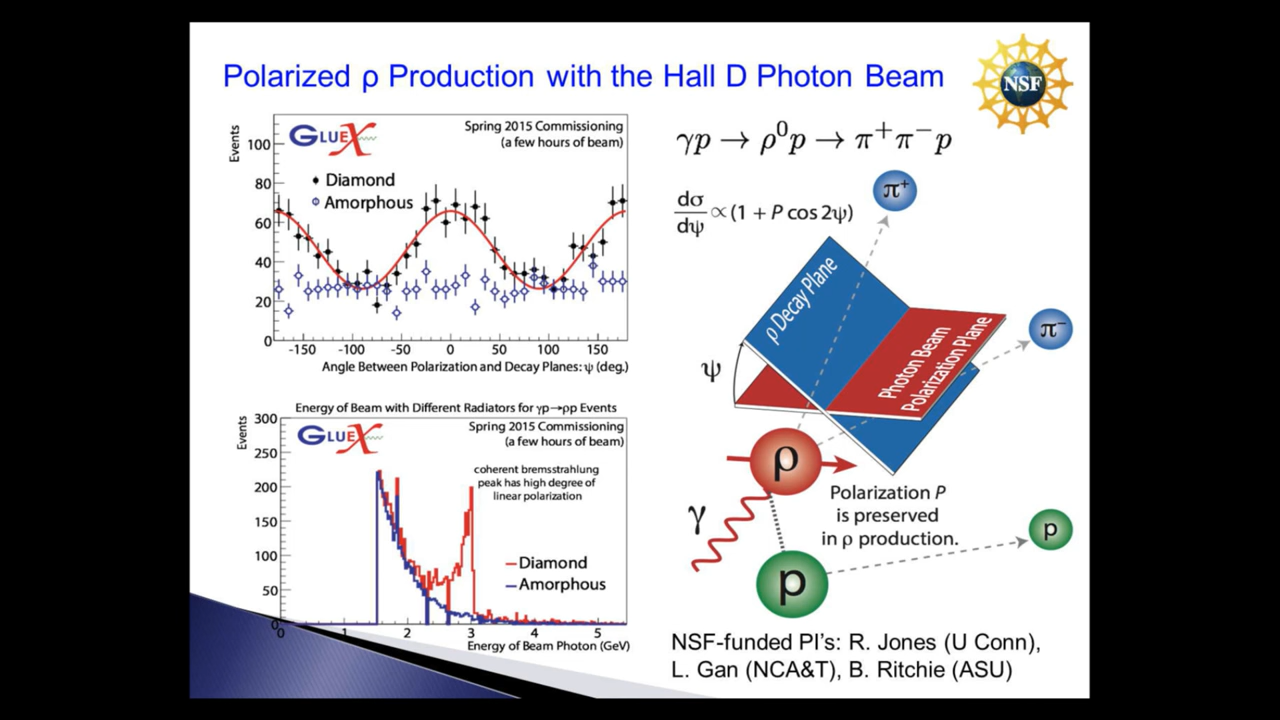 Polarized ρ Production with the Hall D Photon Beam
NSF
GLUEX
Spring 2015 Commissioning
(a few hours of beam)
Events
100
80
60
40
20
0
Diamond
Amorphous
-150 -100 -50 0 50 100 150
Angle Between Polarization and Decay Planes: ψ (deg.)
Energy of Beam with Different Radiators for γp→pp Events
Events
300
250
200
150
100
50
0
GLUEX
Spring 2015 Commissioning
(a few hours of beam)
coherent bremsstrahlung
peak has high degree of
linear polarization
Diamond
Amorphous
0 1 2 3 4 5
Energy of Beam Photon (GeV)
γp → ρ⁰p → π⁺π⁻p
dσ/dψ ∝ (1 + P cos 2ψ)
π⁺
ρ Decay Plane
π⁻
Photon Beam
Polarization Plane
ψ
ρ
γ
Polarization P
is preserved
in ρ production.
p
p
NSF-funded PI's: R. Jones (U Conn),
L. Gan (NCA&T), B. Ritchie (ASU)